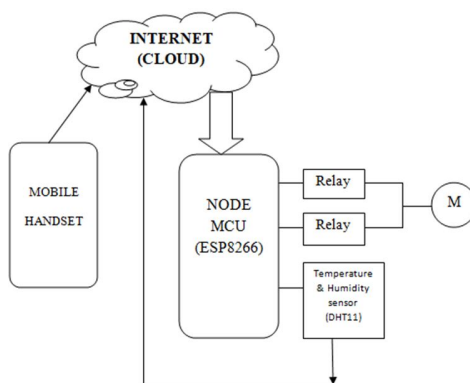 INTERNET
(CLOUD)
MOBILE
HANDSET
NODE
MCU
(ESP8266)
Relay
Relay
M
Temperature
& Humidity
sensor
(DHT11)